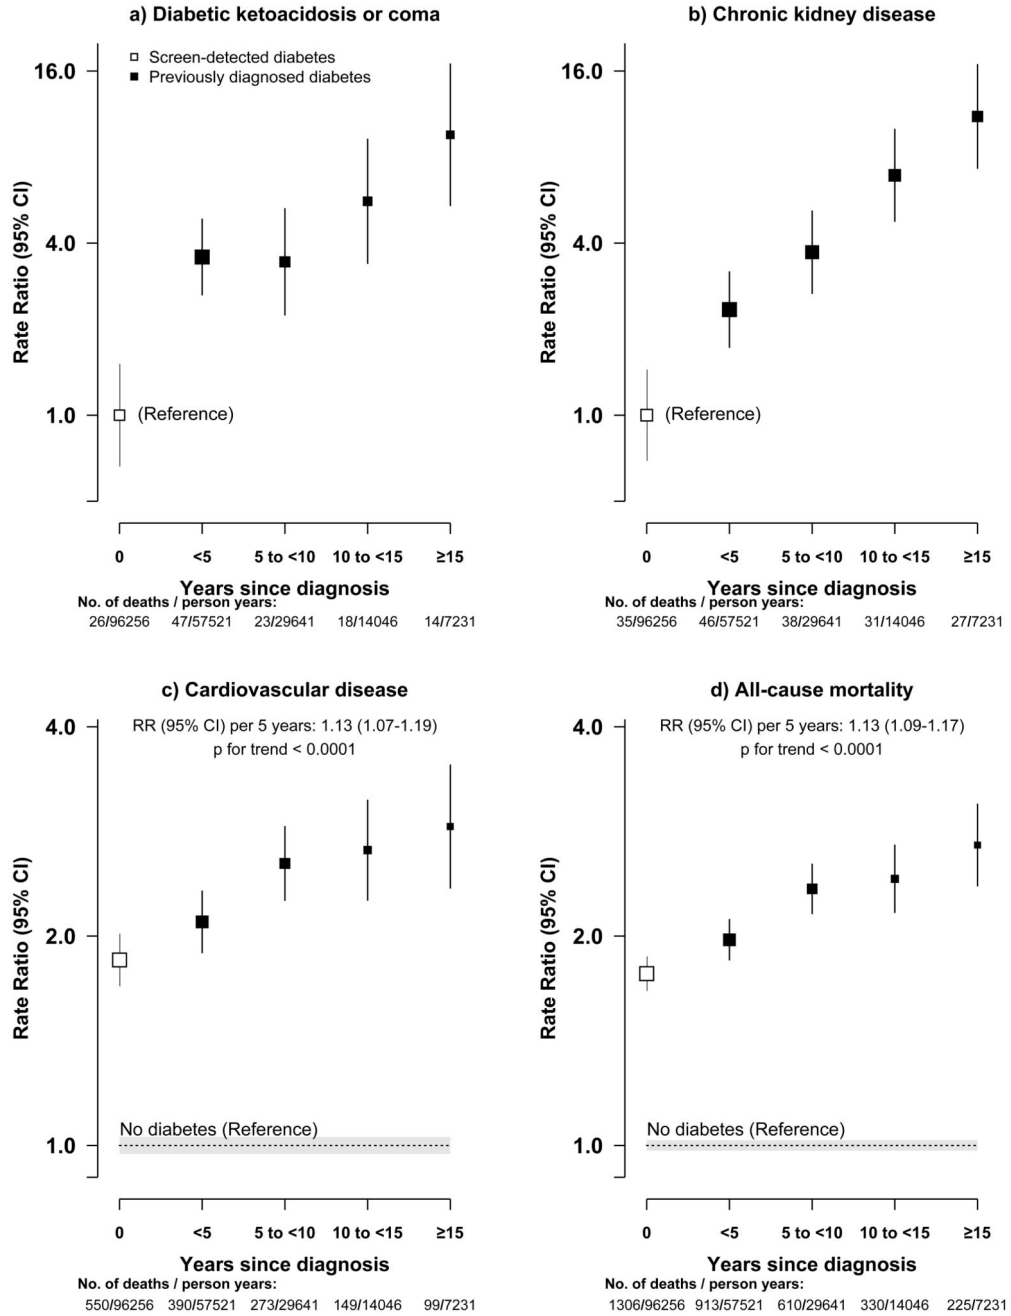 a) Diabetic ketoacidosis or coma
□ Screen-detected diabetes
■ Previously diagnosed diabetes
16.0
4.0
1.0
Rate Ratio (95% CI)
(Reference)
0 <5 5 to <10 10 to <15 ≥15
Years since diagnosis
No. of deaths / person years:
26/96256 47/57521 23/29641 18/14046 14/7231
b) Chronic kidney disease
16.0
4.0
1.0
Rate Ratio (95% CI)
(Reference)
0 <5 5 to <10 10 to <15 ≥15
Years since diagnosis
No. of deaths / person years:
35/96256 46/57521 38/29641 31/14046 27/7231
c) Cardiovascular disease
RR (95% CI) per 5 years: 1.13 (1.07-1.19)
p for trend < 0.0001
4.0
2.0
1.0
Rate Ratio (95% CI)
No diabetes (Reference)
0 <5 5 to <10 10 to <15 ≥15
Years since diagnosis
No. of deaths / person years:
550/96256 390/57521 273/29641 149/14046 99/7231
d) All-cause mortality
RR (95% CI) per 5 years: 1.13 (1.09-1.17)
p for trend < 0.0001
4.0
2.0
1.0
Rate Ratio (95% CI)
No diabetes (Reference)
0 <5 5 to <10 10 to <15 ≥15
Years since diagnosis
No. of deaths / person years:
1306/96256 913/57521 610/29641 330/14046 225/7231